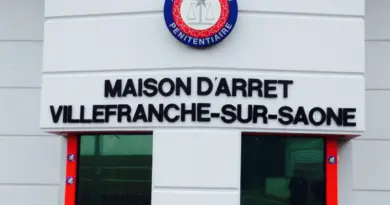 PENITENTIAIRE
MAISON D'ARRET
VILLEFRANCHE-SUR-SAONE